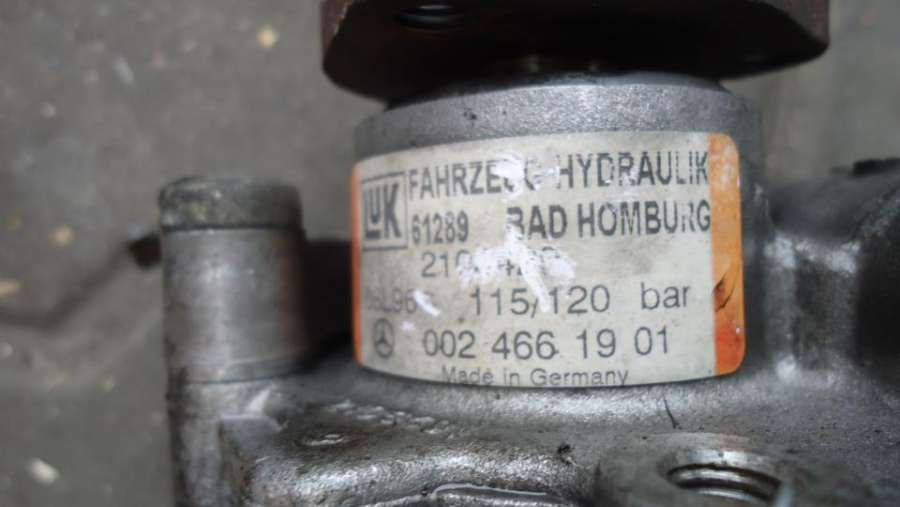 LuK FAHRZEUG-HYDRAULIK
61289 BAD HOMBURG
115/120 bar
002 466 19 01
Made in Germany